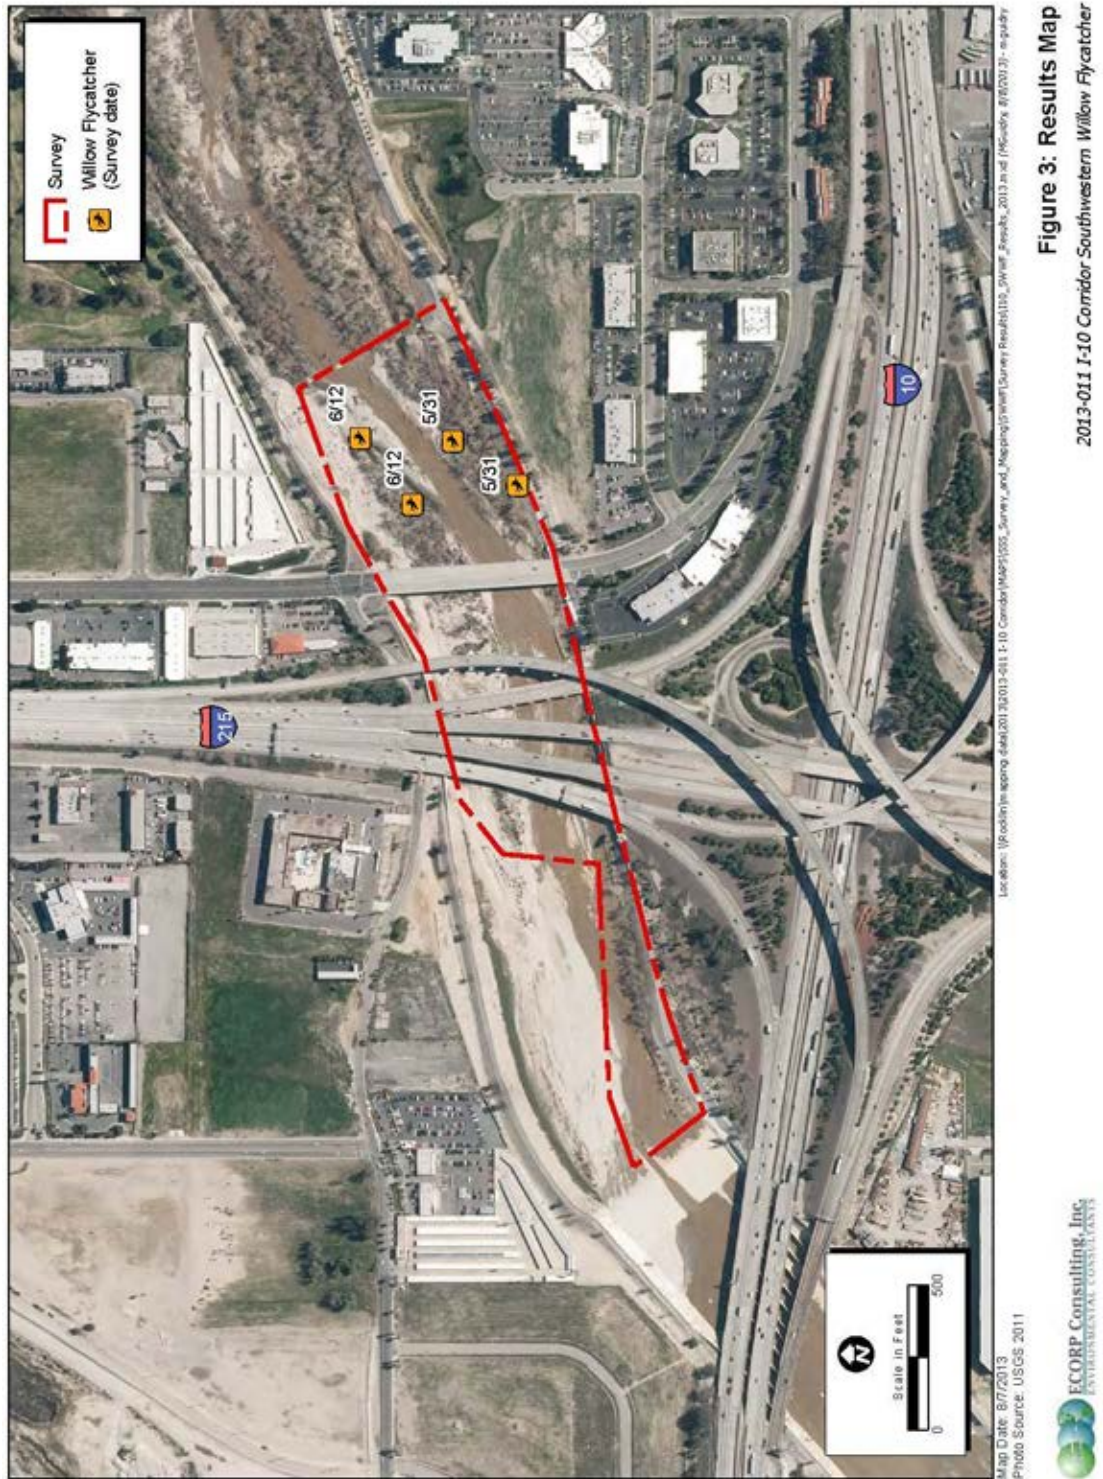 Survey
Willow Flycatcher
(Survey date)
6/12
6/12
5/31
5/31
215
10
N
Scale in Feet
0
500
Map Date: 8/7/2013
Photo Source: USGS 2011
Figure 3: Results Map
2013-011 I-10 Corridor Southwestern Willow Flycatcher
ECORP Consulting, Inc.
ENVIRONMENTAL CONSULTANTS